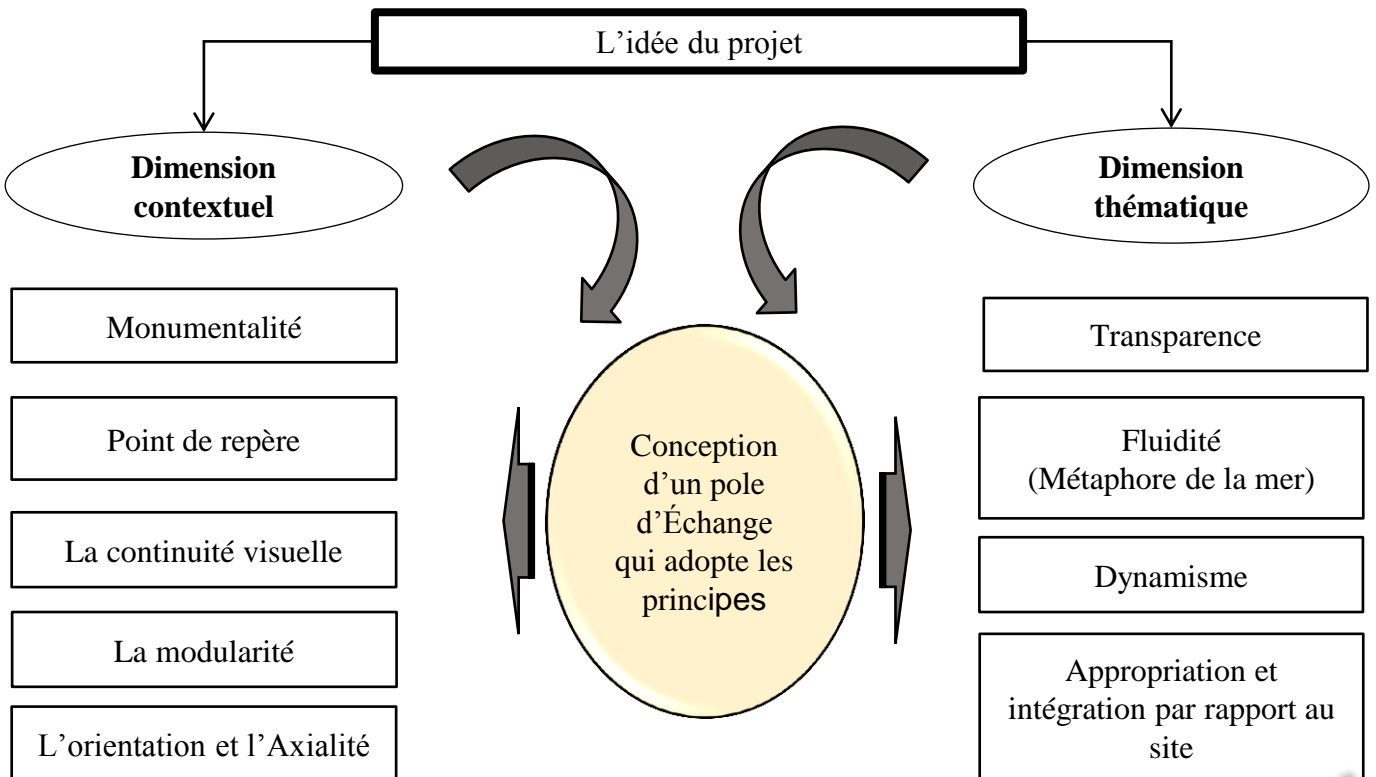 L’idée du projet
Dimension
contextuel
Dimension
thématique
Monumentalité
Point de repère
La continuité visuelle
La modularité
L’orientation et l’Axialité
Conception
d’un pole
d’Échange
qui adopte les
principes
Transparence
Fluidité
(Métaphore de la mer)
Dynamisme
Appropriation et
intégration par rapport au
site